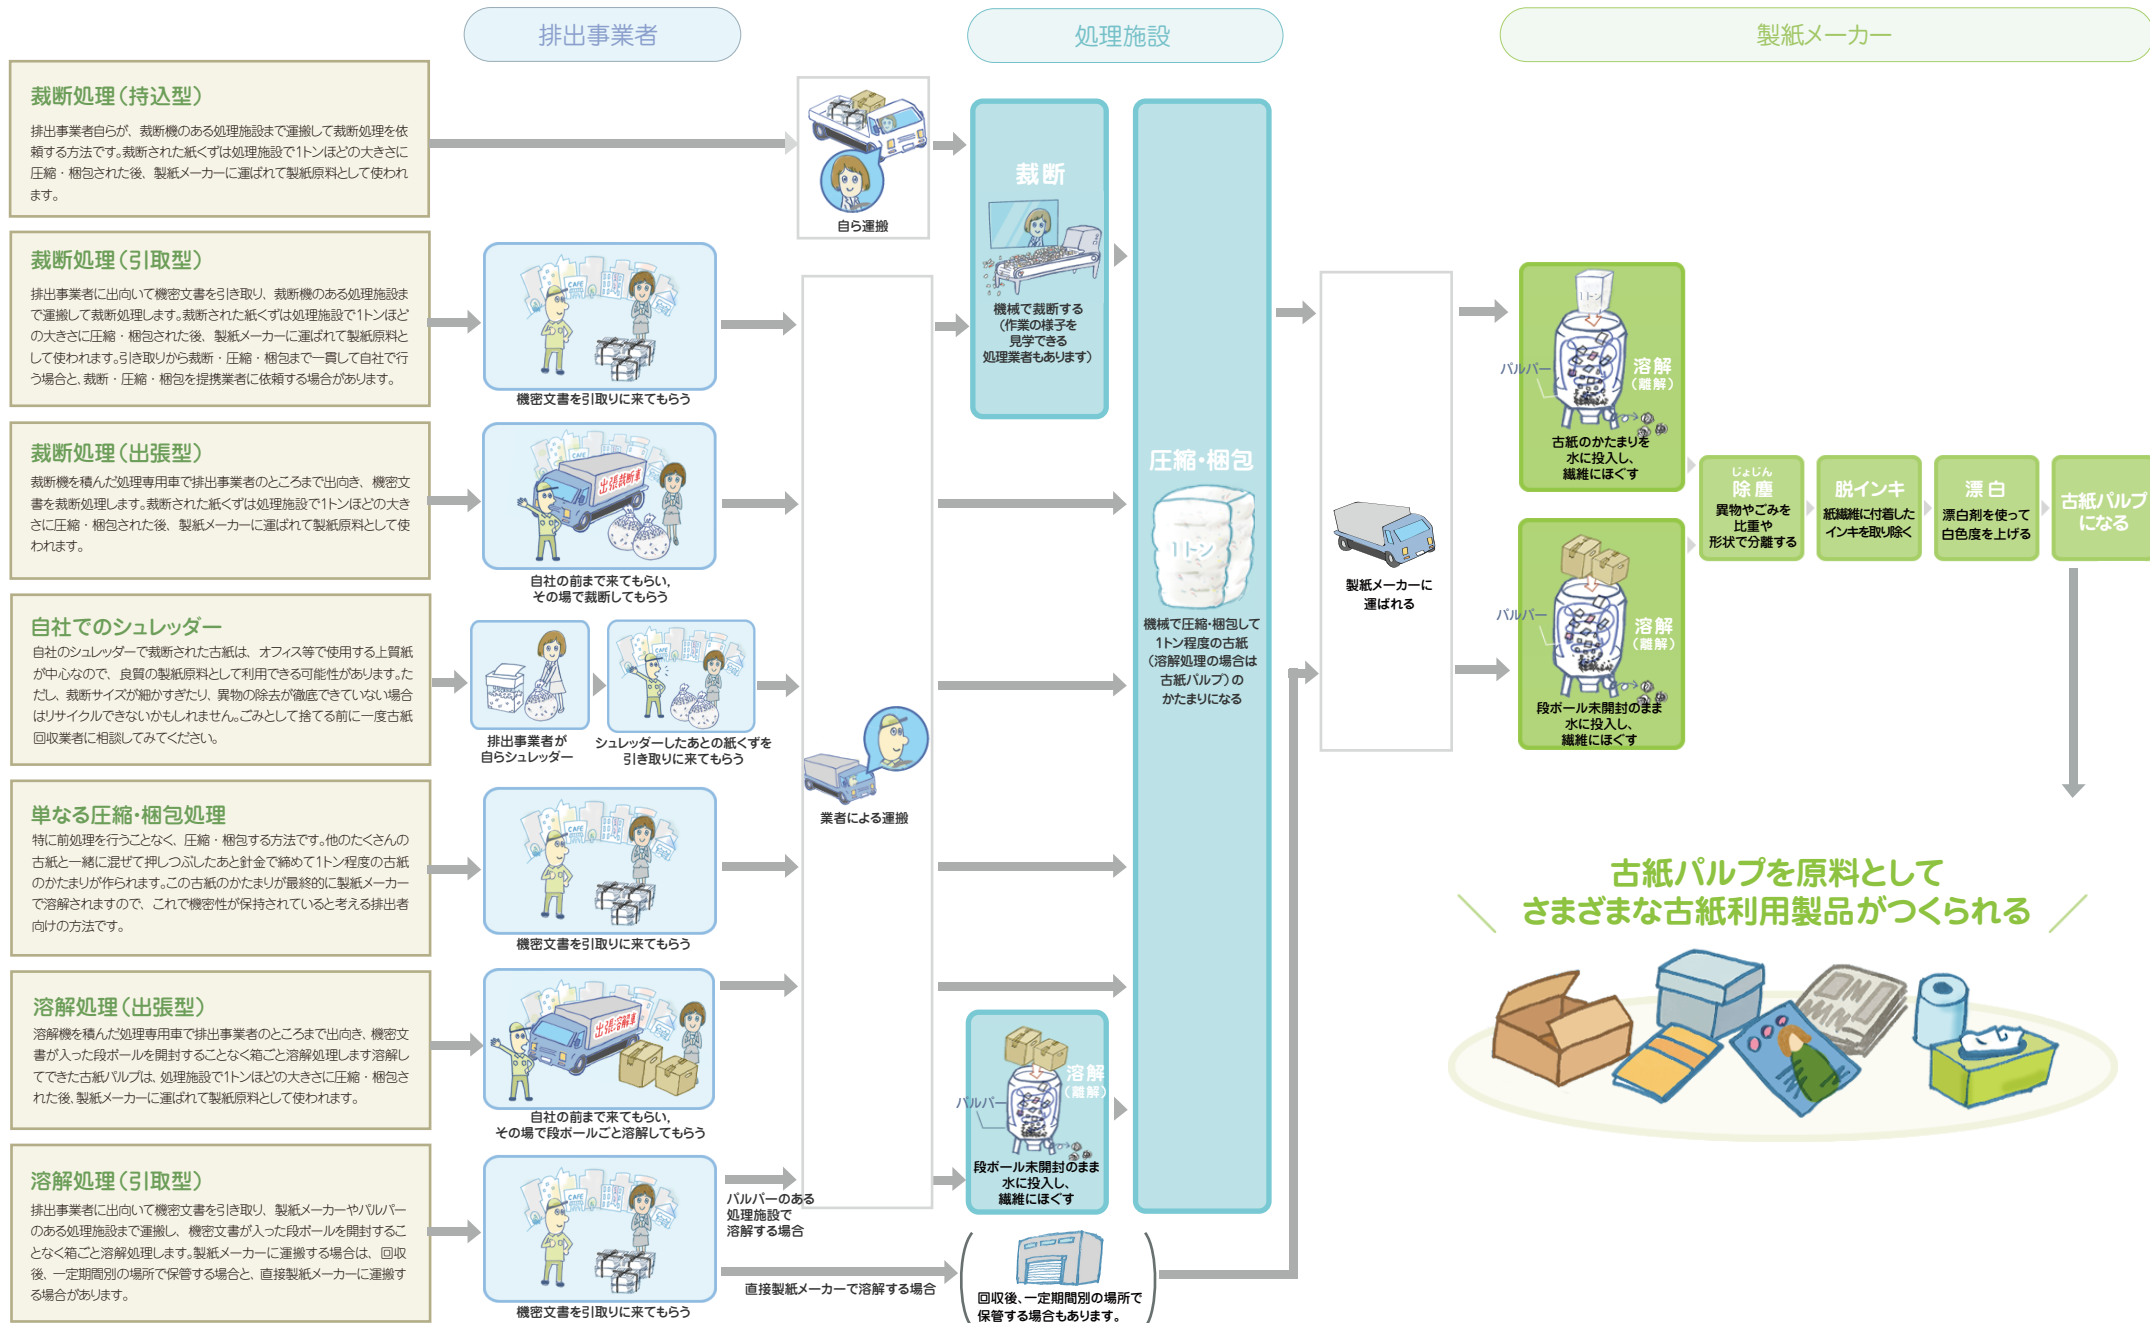 排出事業者
処理施設
製紙メーカー
裁断処理（持込型）
排出事業者自らが、裁断機のある処理施設まで運搬して裁断処理を依
頼する方法です。裁断された紙くずは処理施設で1トンほどの大きさに
圧縮・梱包された後、製紙メーカーに運ばれて製紙原料として使われ
ます。
自ら運搬
裁断処理（引取型）
排出事業者に出向いて機密文書を引き取り、裁断機のある処理施設ま
で運搬して裁断処理します。裁断された紙くずは処理施設で1トンほど
の大きさに圧縮・梱包された後、製紙メーカーに運ばれて製紙原料と
して使われます。引き取りから裁断・圧縮・梱包まで一貫して自社で行
う場合と、裁断・圧縮・梱包を提携業者に依頼する場合があります。
CAFE
機密文書を引取りに来てもらう
裁断処理（出張型）
裁断機を積んだ処理専用車で排出事業者のところまで出向き、機密文
書を裁断処理します。裁断された紙くずは処理施設で1トンほどの大き
さに圧縮・梱包された後、製紙メーカーに運ばれて製紙原料として使
われます。
CAFE
出張裁断車
自社の前まで来てもらい,
その場で裁断してもらう
自社でのシュレッダー
自社のシュレッダーで裁断された古紙は、オフィス等で使用する上質紙
が中心なので、良質の製紙原料として利用できる可能性があります。た
だし、裁断サイズが細かすぎたり、異物の除去が徹底できていない場合
はリサイクルできないかもしれません。ごみとして捨てる前に一度古紙
回収業者に相談してみてください。
排出事業者が
自らシュレッダー
シュレッダーしたあとの紙くずを
引き取りに来てもらう
単なる圧縮・梱包処理
特に前処理を行うことなく、圧縮・梱包する方法です。他のたくさんの
古紙と一緒に混ぜて押しつぶしたあと針金で締めて1トン程度の古紙
のかたまりが作られます。この古紙のかたまりが最終的に製紙メーカー
で溶解されますので、これで機密性が保持されていると考える排出者
向けの方法です。
CAFE
機密文書を引取りに来てもらう
溶解処理（出張型）
溶解機を積んだ処理専用車で排出事業者のところまで出向き、機密文
書が入った段ボールを開封することなく箱ごと溶解処理します溶解し
てできた古紙パルプは、処理施設で1トンほどの大きさに圧縮・梱包さ
れた後、製紙メーカーに運ばれて製紙原料として使われます。
出張溶解車
自社の前まで来てもらい,
その場で段ボールごと溶解してもらう
溶解処理（引取型）
排出事業者に出向いて機密文書を引き取り、製紙メーカーやパルパー
のある処理施設まで運搬し、機密文書が入った段ボールを開封するこ
となく箱ごと溶解処理します。製紙メーカーに運搬する場合は、回収
後、一定期間別の場所で保管する場合と、直接製紙メーカーに運搬す
る場合があります。
CAFE
機密文書を引取りに来てもらう
パルパーのある
処理施設で
溶解する場合
直接製紙メーカーで溶解する場合
業者による運搬
裁断
機械で裁断する
（作業の様子を
見学できる
処理業者もあります）
溶解
（離解）
パルパー
段ボール未開封のまま
水に投入し、
繊維にほぐす
回収後、一定期間別の場所で
保管する場合もあります。
圧縮・梱包
1トン
機械で圧縮・梱包して
1トン程度の古紙
（溶解処理の場合は
古紙パルプ）の
かたまりになる
製紙メーカーに
運ばれる
1トン
パルパー
溶解
（離解）
古紙のかたまりを
水に投入し、
繊維にほぐす
パルパー
溶解
（離解）
段ボール未開封のまま
水に投入し、
繊維にほぐす
じょじん
除塵
異物やごみを
比重や
形状で分離する
脱インキ
紙繊維に付着した
インキを取り除く
漂白
漂白剤を使って
白色度を上げる
古紙パルプ
になる
古紙パルプを原料として
さまざまな古紙利用製品がつくられる